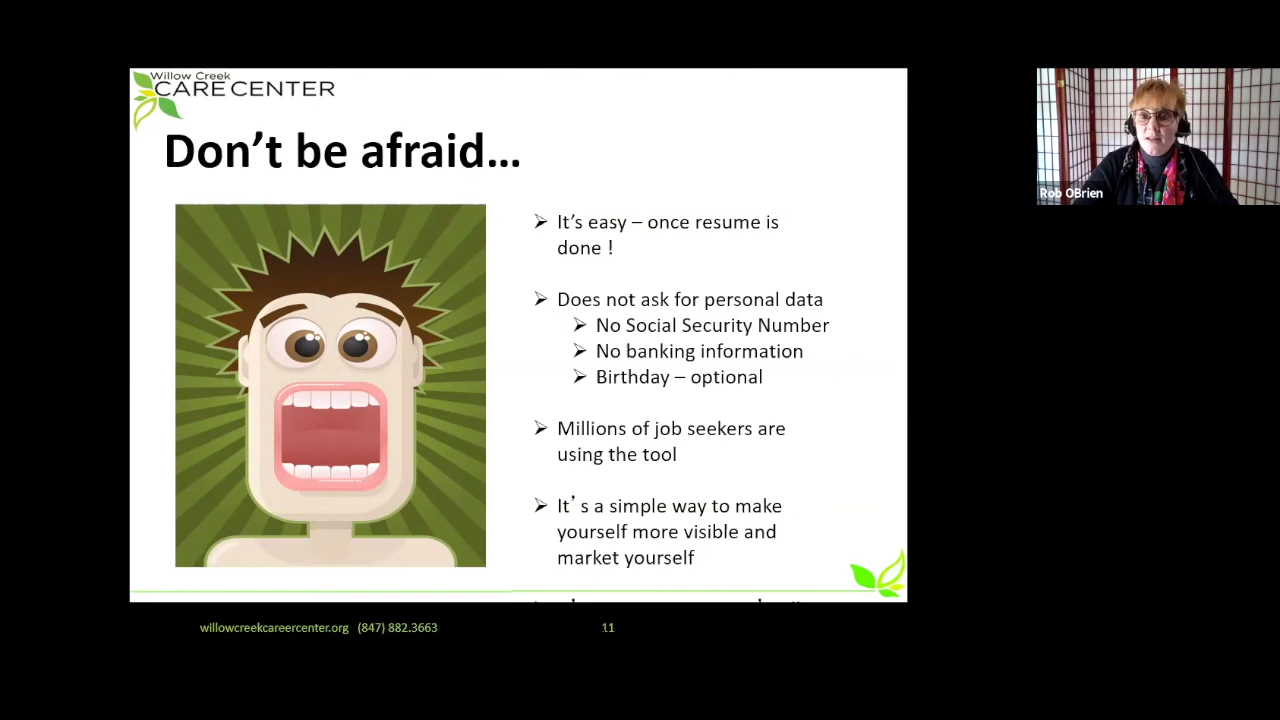 Willow Creek
CARE CENTER
Don't be afraid...
➢ It's easy – once resume is
done !
➢ Does not ask for personal data
➢ No Social Security Number
➢ No banking information
➢ Birthday – optional
➢ Millions of job seekers are
using the tool
➢ It's a simple way to make
yourself more visible and
market yourself
willowcreekcareercenter.org (847) 882.3663
11
Rob OBrien